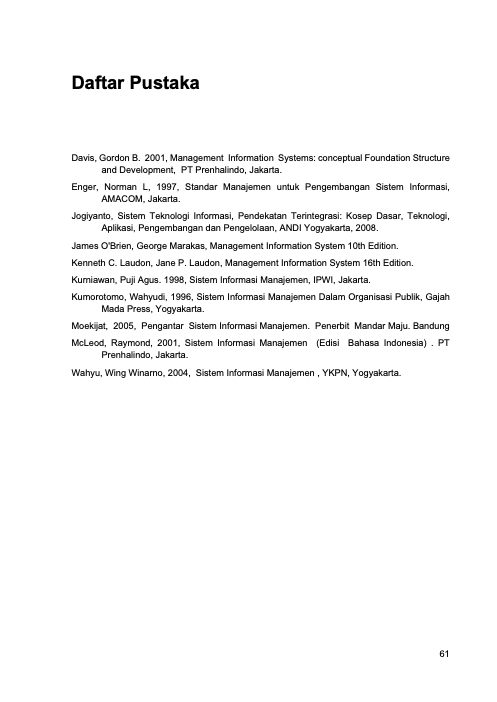 Daftar Pustaka
Davis, Gordon B. 2001, Management Information Systems: conceptual Foundation Structure
and Development, PT Prenhalindo, Jakarta.
Enger, Norman L, 1997, Standar Manajemen untuk Pengembangan Sistem Informasi,
AMACOM, Jakarta.
Jogiyanto, Sistem Teknologi Informasi, Pendekatan Terintegrasi: Kosep Dasar, Teknologi,
Aplikasi, Pengembangan dan Pengelolaan, ANDI Yogyakarta, 2008.
James O'Brien, George Marakas, Management Information System 10th Edition.
Kenneth C. Laudon, Jane P. Laudon, Management Information System 16th Edition.
Kurniawan, Puji Agus. 1998, Sistem Informasi Manajemen, IPWI, Jakarta.
Kumorotomo, Wahyudi, 1996, Sistem Informasi Manajemen Dalam Organisasi Publik, Gajah
Mada Press, Yogyakarta.
Moekijat, 2005, Pengantar Sistem Informasi Manajemen. Penerbit Mandar Maju. Bandung
McLeod, Raymond, 2001, Sistem Informasi Manajemen (Edisi Bahasa Indonesia) . PT
Prenhalindo, Jakarta.
Wahyu, Wing Winarno, 2004, Sistem Informasi Manajemen , YKPN, Yogyakarta.
61